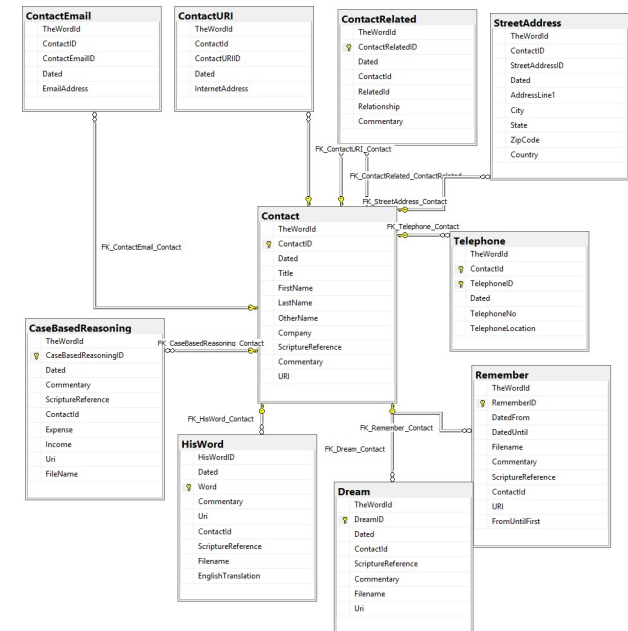 ContactEmail
TheWordId
ContactID
ContactEmailID
Dated
EmailAddress
ContactURI
TheWordId
ContactId
ContactURIID
Dated
InternetAddress
ContactRelated
TheWordId
ContactRelatedID
Dated
ContactId
RelatedId
Relationship
Commentary
StreetAddress
TheWordId
ContactID
StreetAddressID
Dated
AddressLine1
City
State
ZipCode
Country
FK_ContactURI_Contact
FK_ContactRelated_ContactRelated
FK_StreetAddress_Contact
FK_Telephone_Contact
FK_ContactEmail_Contact
Contact
TheWordId
ContactID
Dated
Title
FirstName
LastName
OtherName
Company
ScriptureReference
Commentary
URI
Telephone
TheWordId
ContactId
TelephoneID
Dated
TelephoneNo
TelephoneLocation
CaseBasedReasoning
TheWordId
CaseBasedReasoningID
Dated
Commentary
ScriptureReference
ContactId
Expense
Income
Uri
FileName
FK_CaseBasedReasoning_Contact
FK_HisWord_Contact
FK_Remember_Contact
FK_Dream_Contact
Remember
TheWordId
RememberID
DatedFrom
DatedUntil
Filename
Commentary
ScriptureReference
ContactId
URI
FromUntilFirst
HisWord
HisWordID
Dated
Word
Commentary
Uri
ContactId
ScriptureReference
Filename
EnglishTranslation
Dream
TheWordId
DreamID
Dated
ContactId
ScriptureReference
Commentary
Filename
Uri